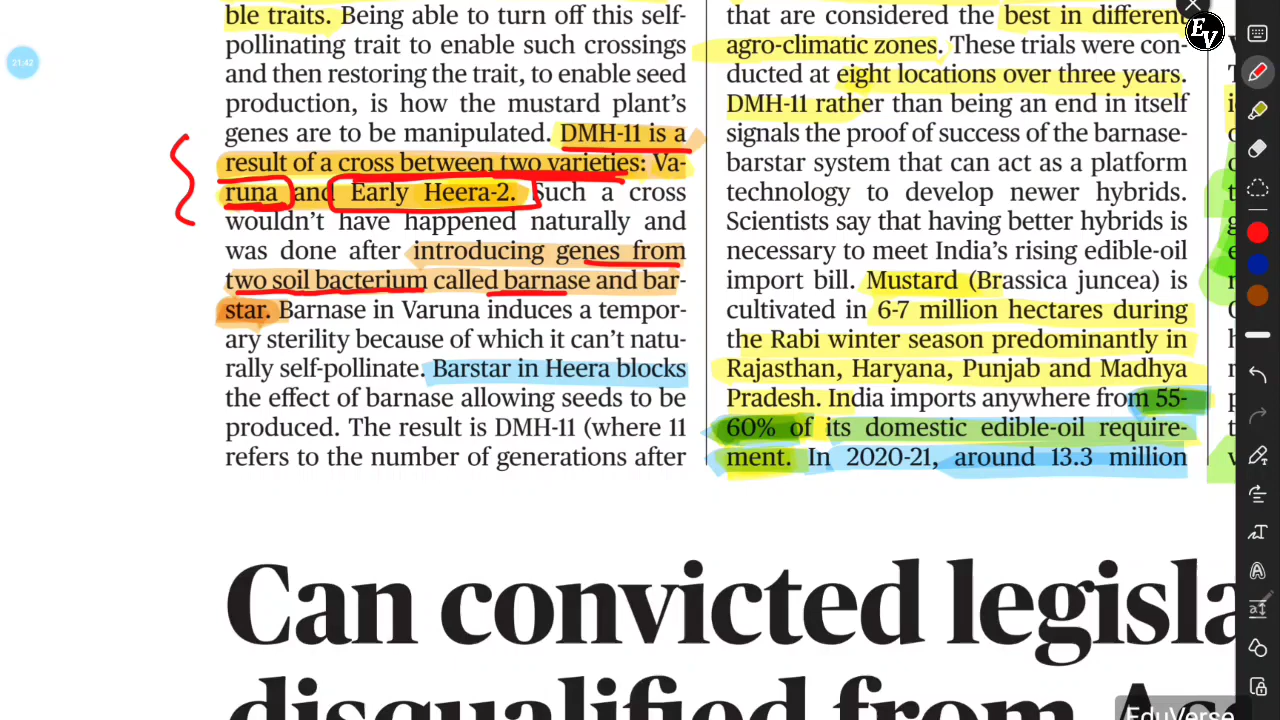 21:42
EV
ble traits. Being able to turn off this self-
pollinating trait to enable such crossings
and then restoring the trait, to enable seed
production, is how the mustard plant’s
genes are to be manipulated. DMH-11 is a
result of a cross between two varieties: Va-
runa and Early Heera-2. Such a cross
wouldn’t have happened naturally and
was done after introducing genes from
two soil bacterium called barnase and bar-
star. Barnase in Varuna induces a tempor-
ary sterility because of which it can’t natu-
rally self-pollinate. Barstar in Heera blocks
the effect of barnase allowing seeds to be
produced. The result is DMH-11 (where 11
refers to the number of generations after
that are considered the best in different
agro-climatic zones. These trials were con-
ducted at eight locations over three years.
DMH-11 rather than being an end in itself
signals the proof of success of the barnase-
barstar system that can act as a platform
technology to develop newer hybrids.
Scientists say that having better hybrids is
necessary to meet India’s rising edible-oil
import bill. Mustard (Brassica juncea) is
cultivated in 6-7 million hectares during
the Rabi winter season predominantly in
Rajasthan, Haryana, Punjab and Madhya
Pradesh. India imports anywhere from 55-
60% of its domestic edible-oil require-
ment. In 2020-21, around 13.3 million
Can convicted legisla
disqualified from
EduVerse